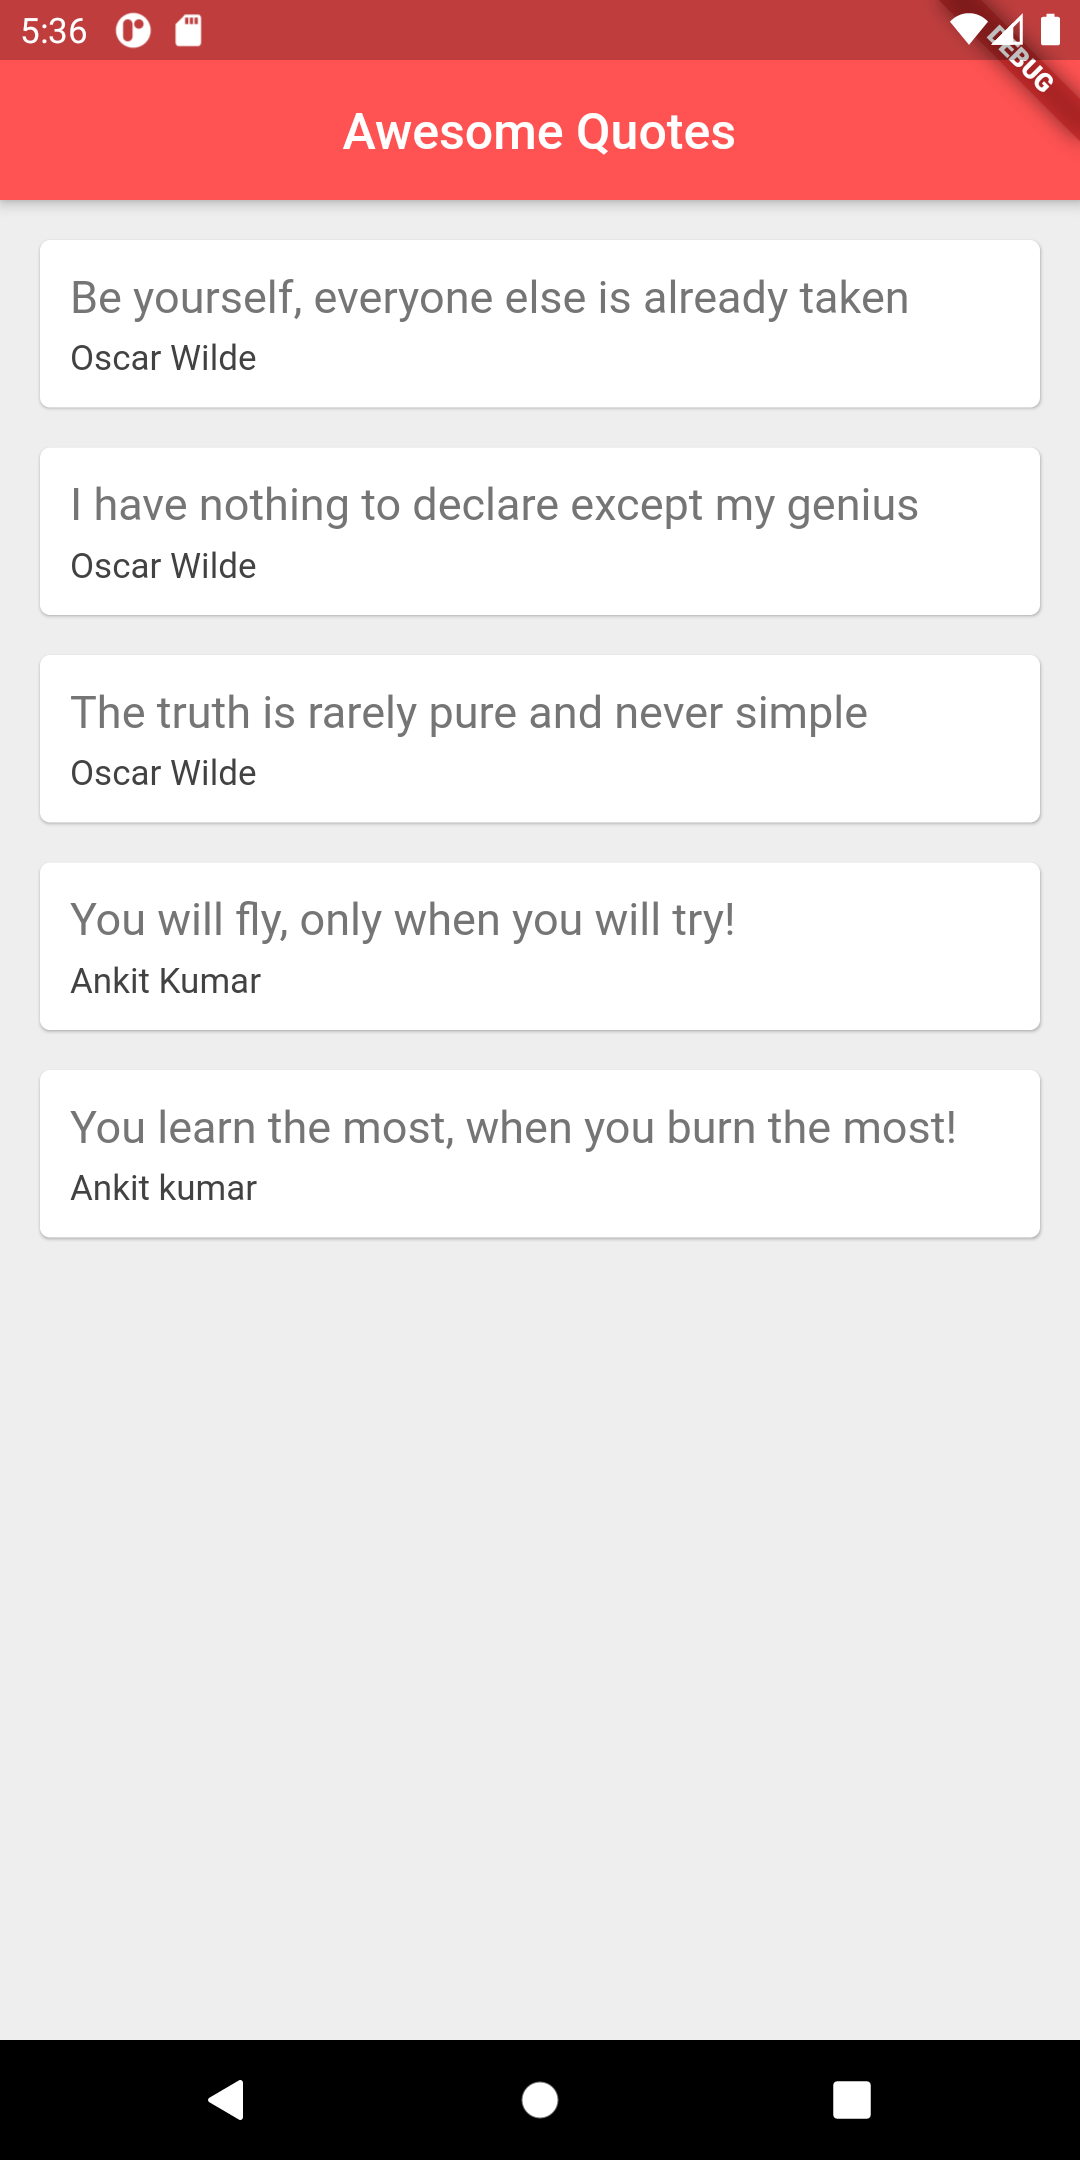 5:36
DEBUG
Awesome Quotes
Be yourself, everyone else is already taken
Oscar Wilde
I have nothing to declare except my genius
Oscar Wilde
The truth is rarely pure and never simple
Oscar Wilde
You will fly, only when you will try!
Ankit Kumar
You learn the most, when you burn the most!
Ankit kumar